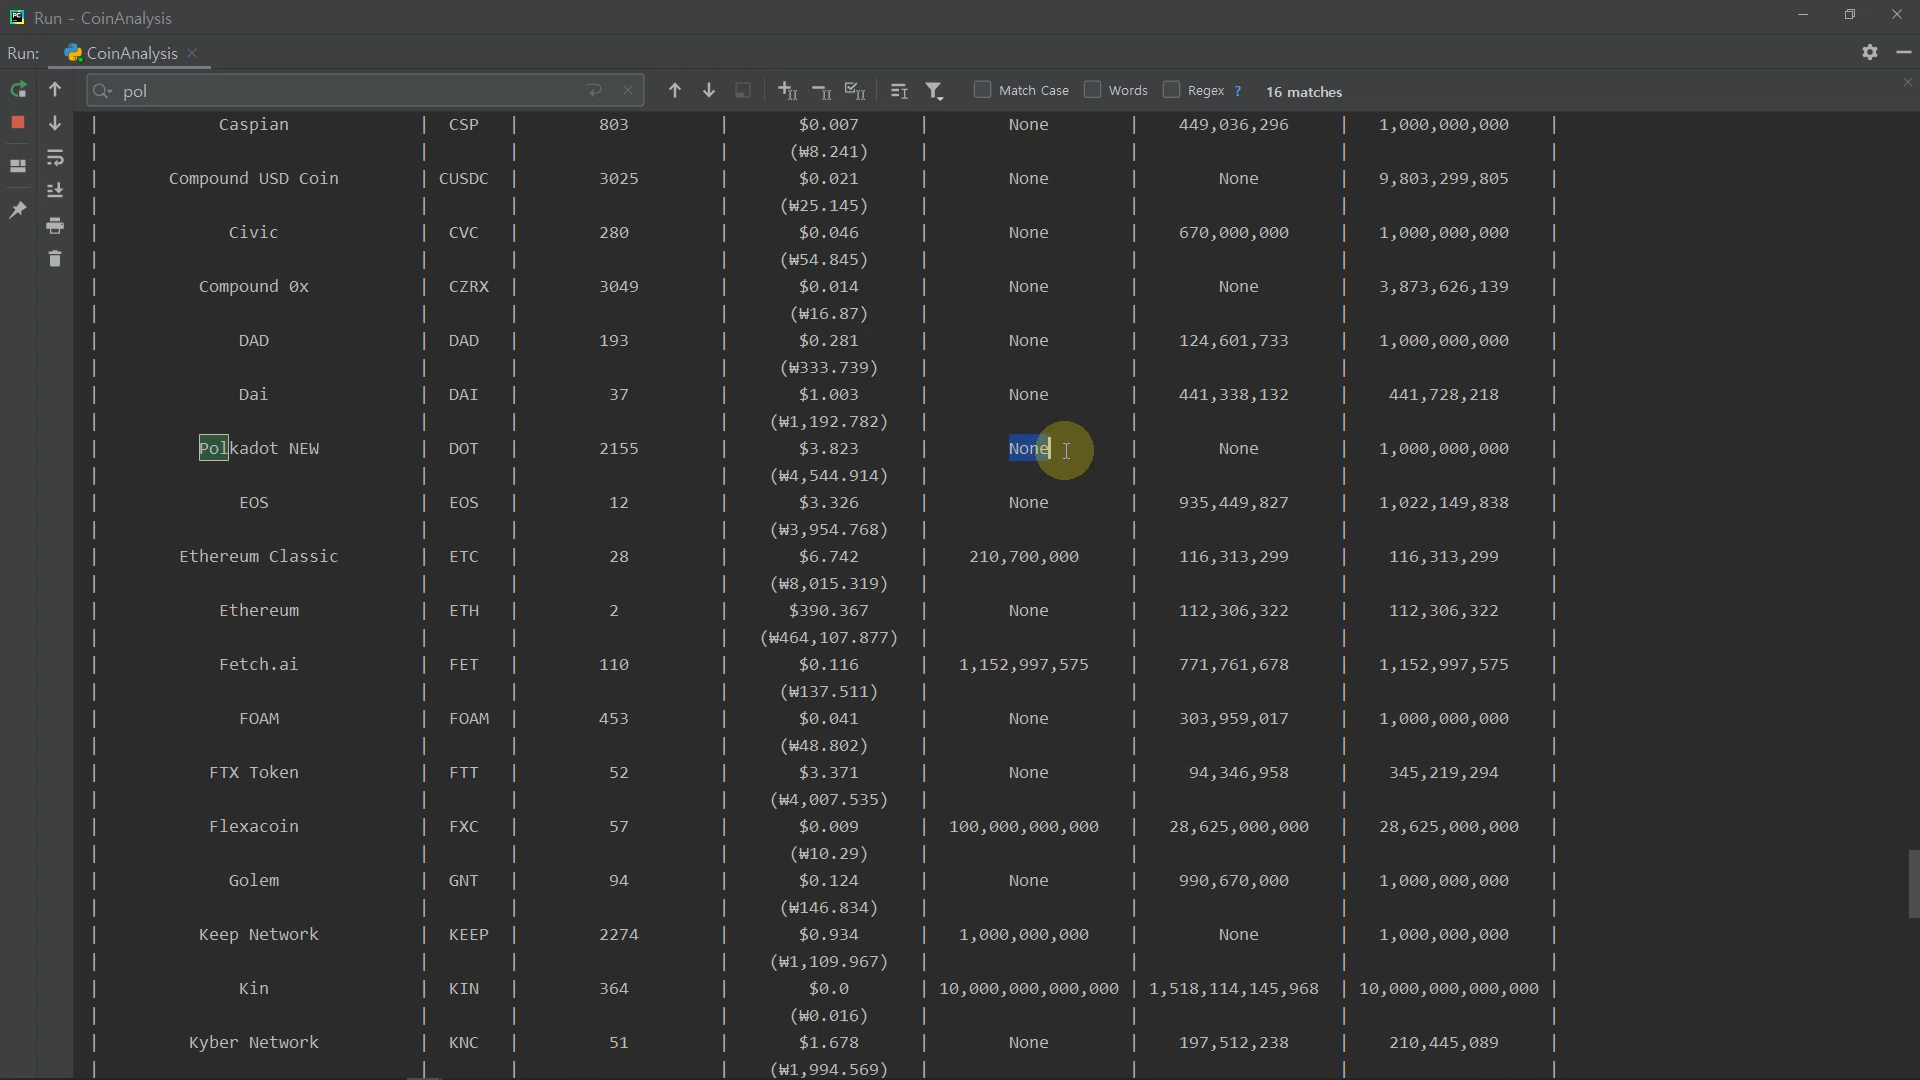 Run - CoinAnalysis
Run: CoinAnalysis
pol Match Case Words Regex ? 16 matches
| Caspian | CSP | 803 | $0.007 | None | 449,036,296 | 1,000,000,000 |
| | | | (₩8.241) | | | |
| Compound USD Coin | CUSDC | 3025 | $0.021 | None | None | 9,803,299,805 |
| | | | (₩25.145) | | | |
| Civic | CVC | 280 | $0.046 | None | 670,000,000 | 1,000,000,000 |
| | | | (₩54.845) | | | |
| Compound 0x | CZRX | 3049 | $0.014 | None | None | 3,873,626,139 |
| | | | (₩16.87) | | | |
| DAD | DAD | 193 | $0.281 | None | 124,601,733 | 1,000,000,000 |
| | | | (₩333.739) | | | |
| Dai | DAI | 37 | $1.003 | None | 441,338,132 | 441,728,218 |
| | | | (₩1,192.782) | | | |
| Polkadot NEW | DOT | 2155 | $3.823 | None | None | 1,000,000,000 |
| | | | (₩4,544.914) | | | |
| EOS | EOS | 12 | $3.326 | None | 935,449,827 | 1,022,149,838 |
| | | | (₩3,954.768) | | | |
| Ethereum Classic | ETC | 28 | $6.742 | 210,700,000 | 116,313,299 | 116,313,299 |
| | | | (₩8,015.319) | | | |
| Ethereum | ETH | 2 | $390.367 | None | 112,306,322 | 112,306,322 |
| | | | (₩464,107.877) | | | |
| Fetch.ai | FET | 110 | $0.116 | 1,152,997,575 | 771,761,678 | 1,152,997,575 |
| | | | (₩137.511) | | | |
| FOAM | FOAM | 453 | $0.041 | None | 303,959,017 | 1,000,000,000 |
| | | | (₩48.802) | | | |
| FTX Token | FTT | 52 | $3.371 | None | 94,346,958 | 345,219,294 |
| | | | (₩4,007.535) | | | |
| Flexacoin | FXC | 57 | $0.009 | 100,000,000,000 | 28,625,000,000 | 28,625,000,000 |
| | | | (₩10.29) | | | |
| Golem | GNT | 94 | $0.124 | None | 990,670,000 | 1,000,000,000 |
| | | | (₩146.834) | | | |
| Keep Network | KEEP | 2274 | $0.934 | 1,000,000,000 | None | 1,000,000,000 |
| | | | (₩1,109.967) | | | |
| Kin | KIN | 364 | $0.0 | 10,000,000,000,000 | 1,518,114,145,968 | 10,000,000,000,000 |
| | | | (₩0.016) | | | |
| Kyber Network | KNC | 51 | $1.678 | None | 197,512,238 | 210,445,089 |
| | | | (₩1,994.569) | | | |